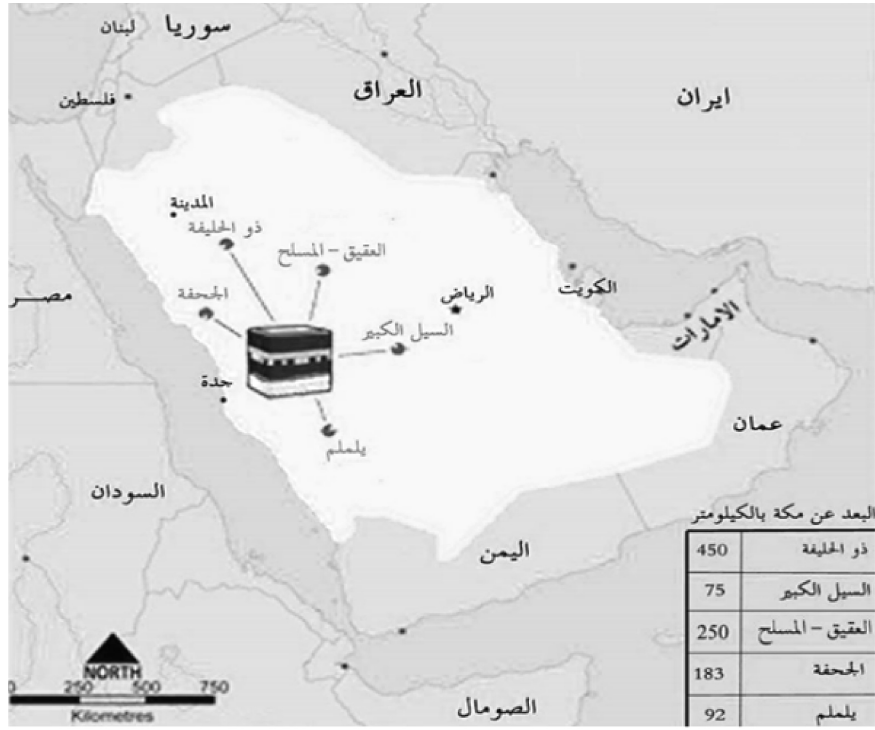 سوريا
لبنان
العراق
ايران
فلسطين
المدينة
ذو الحليفة
العقيق – المسلح
الجحفة
مصر
الرياض
الكويت
السيل الكبير
الامارات
جدة
يلملم
عمان
السودان
اليمن
الصومال
البعد عن مكة بالكيلومتر
ذو الحليفة 450
السيل الكبير 75
العقيق – المسلح 250
الجحفة 183
يلملم 92
NORTH
0 250 500 750
Kilometres